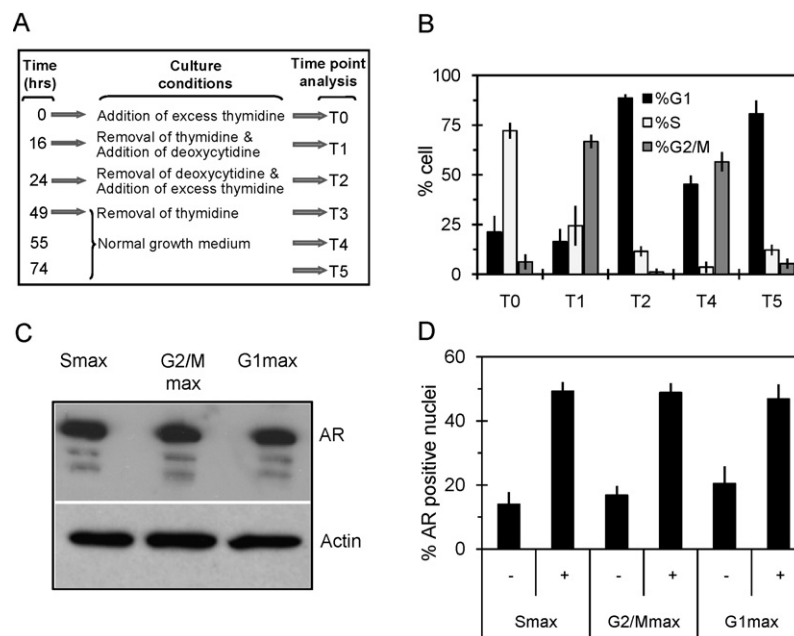 A
Time (hrs)
Culture conditions
Time point analysis
0 Addition of excess thymidine T0
16 Removal of thymidine & Addition of deoxycytidine T1
24 Removal of deoxycytidine & Addition of excess thymidine T2
49 Removal of thymidine T3
55 Normal growth medium T4
74 T5
B
% cell
100
75
50
25
0
%G1
%S
%G2/M
T0 T1 T2 T4 T5
C
Smax G2/M max G1max
AR
Actin
D
% AR positive nuclei
60
40
20
0
- + - + - +
Smax G2/Mmax G1max